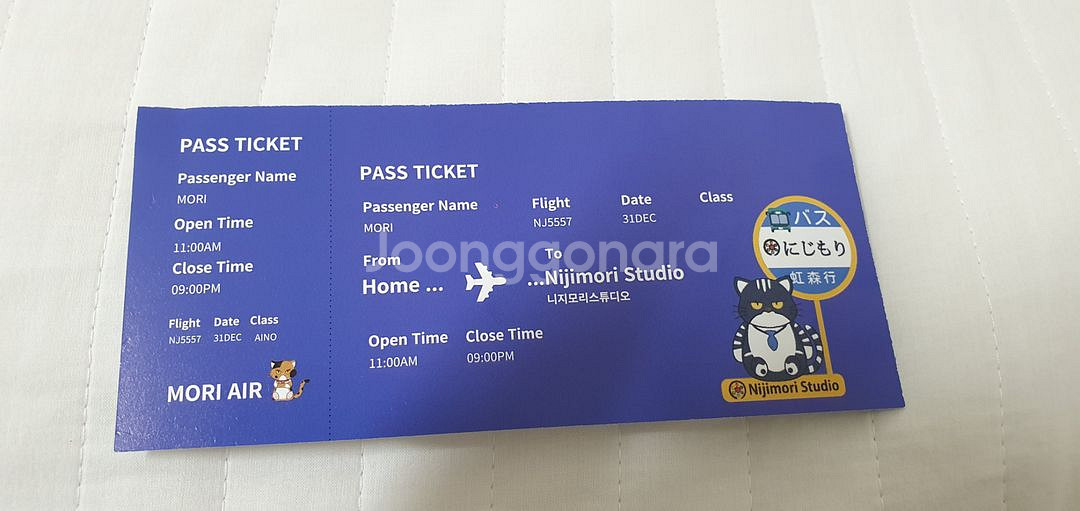 PASS TICKET
Passenger Name
MORI
Open Time
11:00AM
Close Time
09:00PM
Flight Date Class
NJ5557 31DEC AINO
MORI AIR
PASS TICKET
Passenger Name Flight Date Class
MORI NJ5557 31DEC
Joonggonara
From To
Home ... ...Nijimori Studio
니지모리스튜디오
Open Time Close Time
11:00AM 09:00PM
バス
にじもり
虹森行
Nijimori Studio